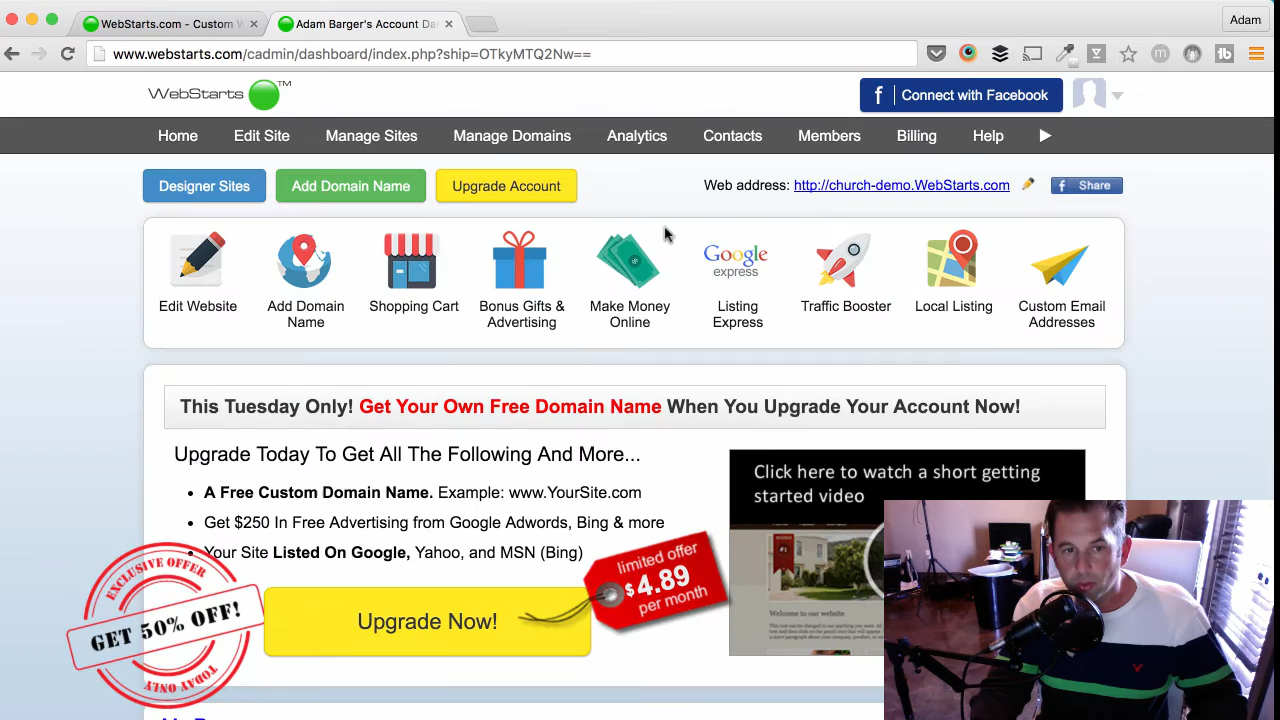 WebStarts.com - Custom W
Adam Barger's Account Da
Adam
www.webstarts.com/cadmin/dashboard/index.php?ship=OTkyMTQ2Nw==
WebStarts TM
f Connect with Facebook
Home Edit Site Manage Sites Manage Domains Analytics Contacts Members Billing Help
Designer Sites Add Domain Name Upgrade Account Web address: http://church-demo.WebStarts.com f Share
Google
express
Edit Website
Add Domain
Name
Shopping Cart
Bonus Gifts &
Advertising
Make Money
Online
Listing
Express
Traffic Booster
Local Listing
Custom Email
Addresses
This Tuesday Only! Get Your Own Free Domain Name When You Upgrade Your Account Now!
Upgrade Today To Get All The Following And More...
• A Free Custom Domain Name. Example: www.YourSite.com
• Get $250 In Free Advertising from Google Adwords, Bing & more
• Your Site Listed On Google, Yahoo, and MSN (Bing)
Click here to watch a short getting
started video
Welcome to our website
EXCLUSIVE OFFER
GET 50% OFF!
TODAY ONLY
Upgrade Now!
limited offer
$4.89
per month